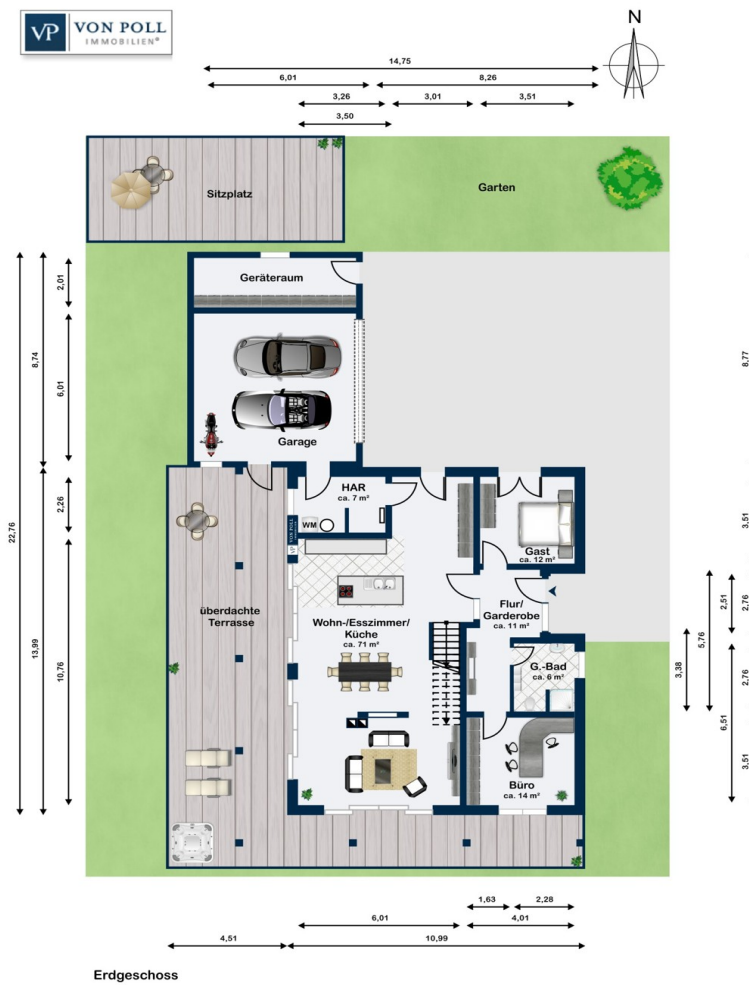 VP VON POLL
IMMOBILIEN®
N
14,75
6,01
8,26
3,26
3,01
3,51
3,50
Sitzplatz
Garten
Geräteraum
2,01
8,74
6,01
8,77
Garage
HAR
ca. 7 m²
WM
VP VON POLL
Gast
ca. 12 m²
2,26
22,76
3,51
überdachte
Terrasse
Wohn-/Esszimmer/
Küche
ca. 71 m²
Flur/
Garderobe
ca. 11 m²
G.-Bad
ca. 6 m²
13,99
10,76
2,51
2,76
5,76
3,38
2,76
6,51
3,51
Büro
ca. 14 m²
1,63
2,28
6,01
4,01
4,51
10,99
Erdgeschoss